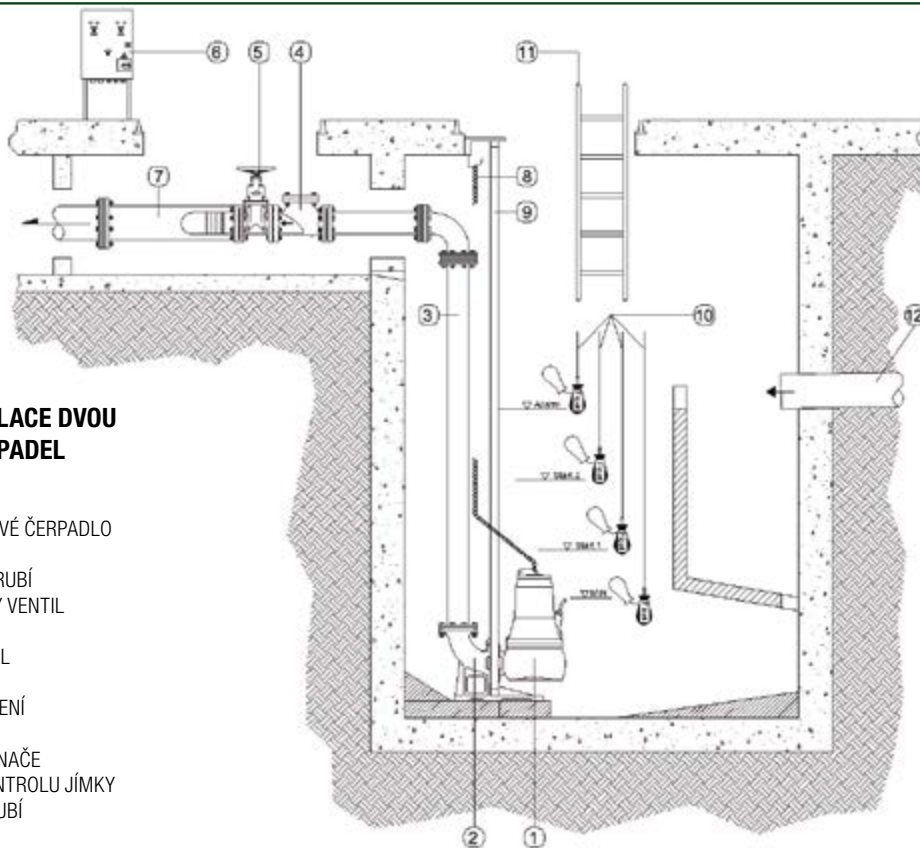 6
5
4
11
7
8
9
3
10
12
Alarm
Start 2
Start 1
LACE DVOU
PADEL
VÉ ČERPADLO
RUBÍ
Ý VENTIL
L
ENÍ
NAČE
NTROLU JÍMKY
UBÍ
2
1